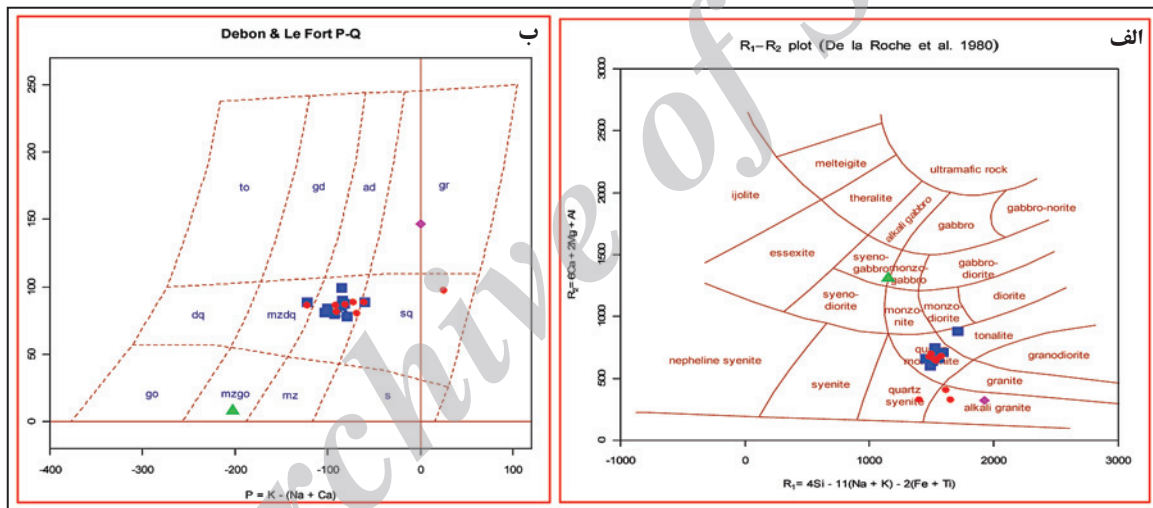 Debon & Le Fort P-Q
ب
250
200
150
100
50
0
to
gd
ad
gr
dq
mzdq
sq
go
mzgo
mz
s
-400
-300
-200
-100
0
100
P = K - (Na + Ca)
الف
R₁–R₂ plot (De la Roche et al. 1980)
R₂= 6Ca + 2Mg + Al
3000
2500
2000
1500
1000
500
0
melteigite
ultramafic rock
ijolite
theralite
alkali gabbro
gabbro
gabbro-norite
essexite
syeno-
gabbro
monzo-
gabbro
gabbro-
diorite
syeno-
diorite
monzo-
nite
monzo-
diorite
diorite
tonalite
nepheline syenite
granodiorite
syenite
quartz
syenite
granite
alkali granite
-1000
0
1000
2000
3000
R₁= 4Si - 11(Na + K) - 2(Fe + Ti)
Archive of S